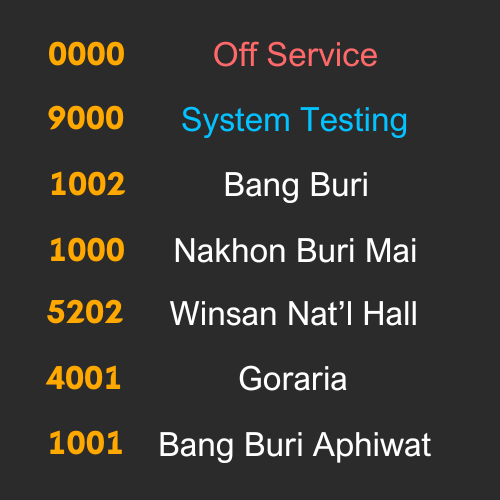 0000 Off Service
9000 System Testing
1002 Bang Buri
1000 Nakhon Buri Mai
5202 Winsan Nat’l Hall
4001 Goraria
1001 Bang Buri Aphiwat